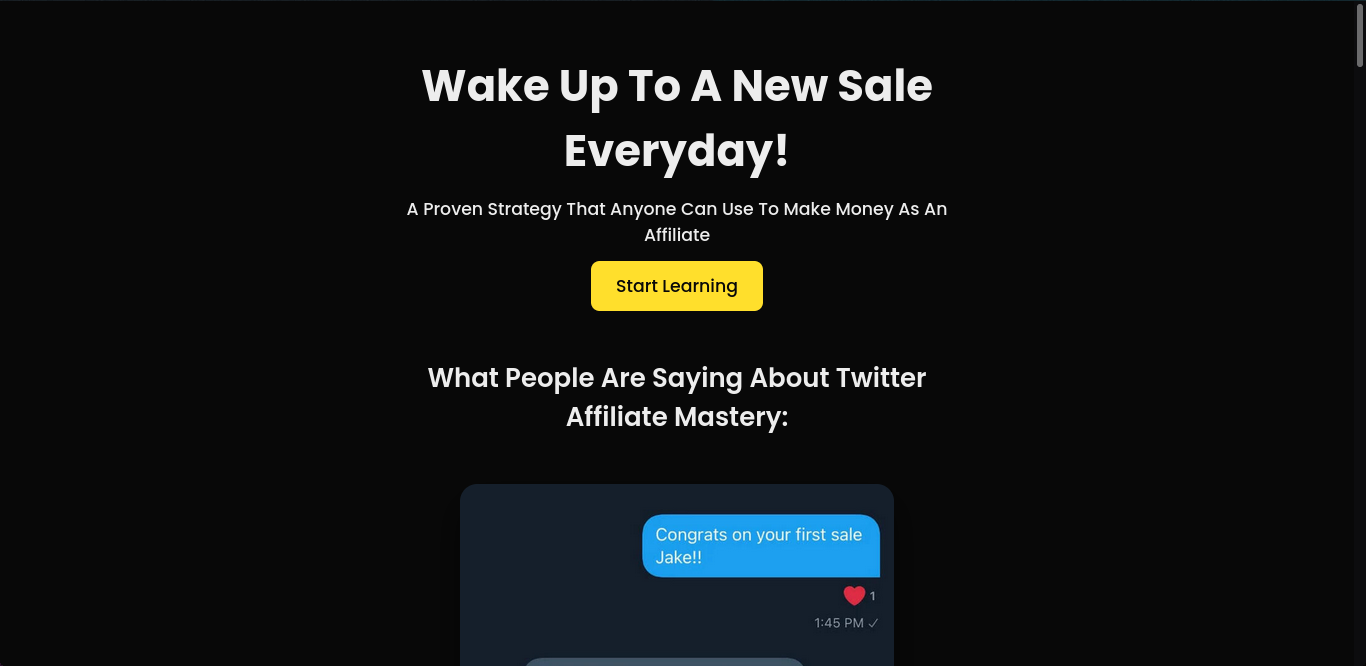 Wake Up To A New Sale
Everyday!
A Proven Strategy That Anyone Can Use To Make Money As An
Affiliate
Start Learning
What People Are Saying About Twitter
Affiliate Mastery:
Congrats on your first sale
Jake!!
❤️ 1
1:45 PM ✓